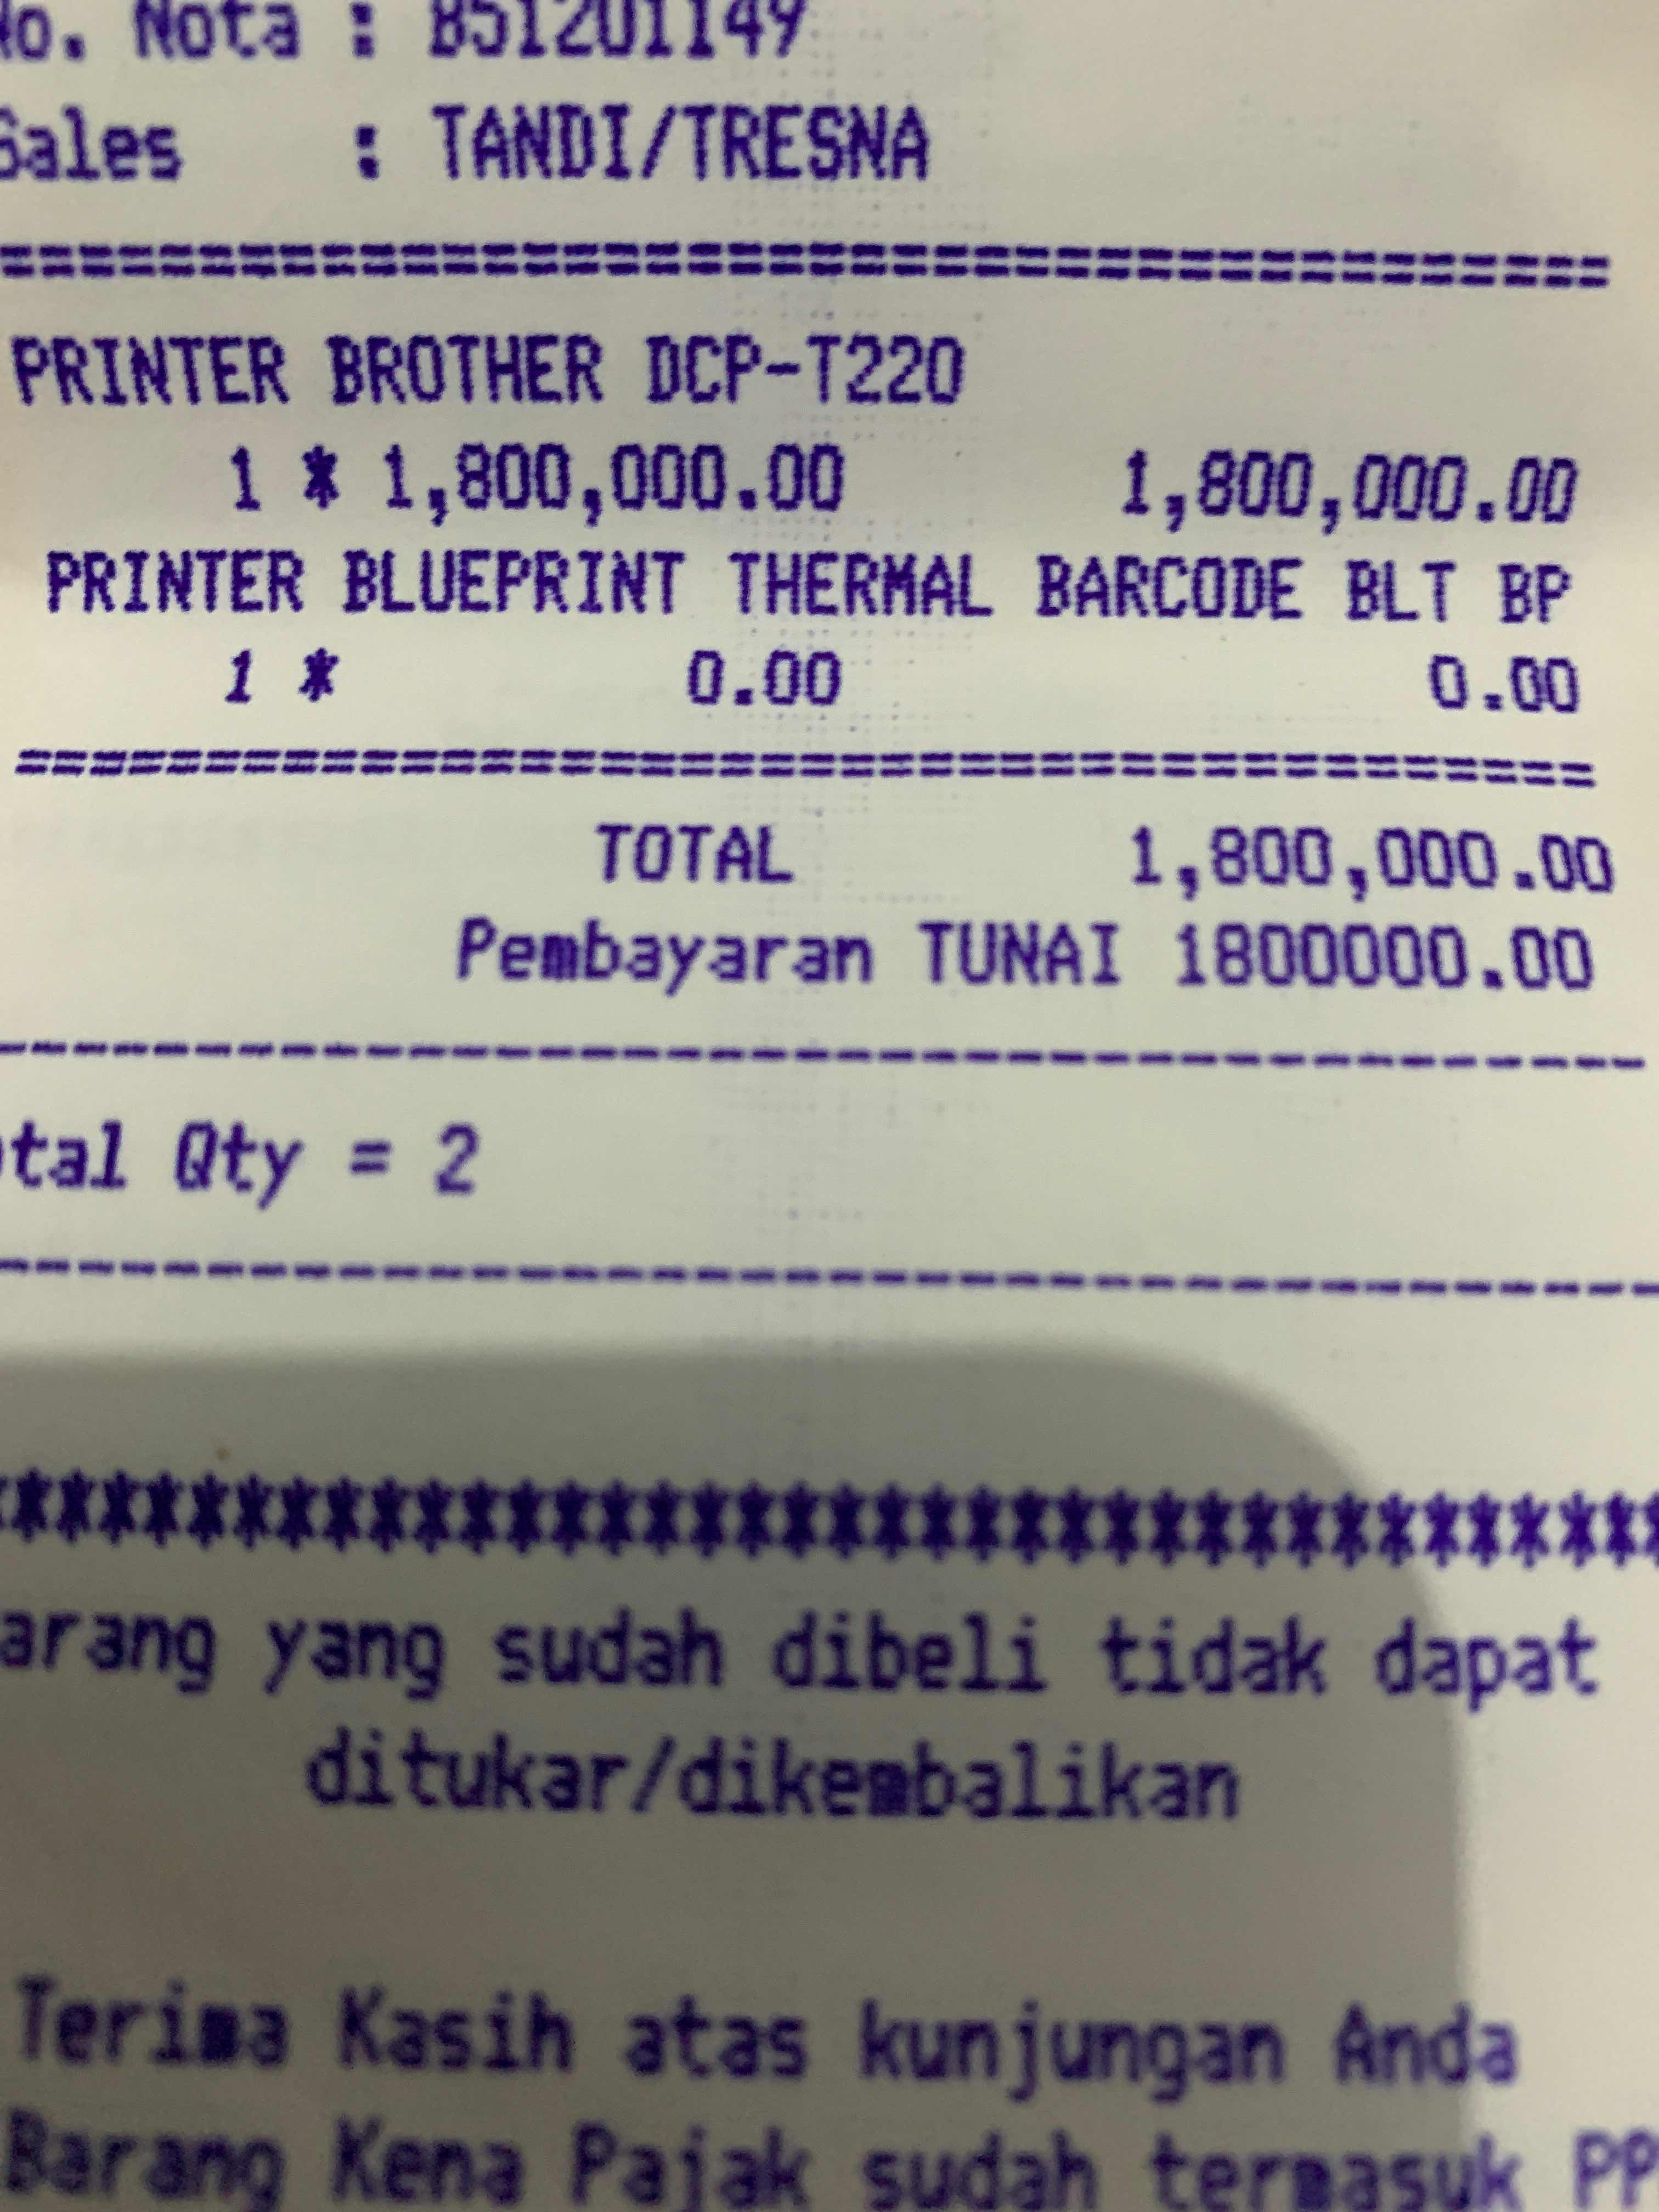 No. Nota : B51201149
Sales : TANDI/TRESNA
========================================
PRINTER BROTHER DCP-T220
1 * 1,800,000.00 1,800,000.00
PRINTER BLUEPRINT THERMAL BARCODE BLT BP
1 * 0.00 0.00
========================================
TOTAL 1,800,000.00
Pembayaran TUNAI 1800000.00
----------------------------------------
tal Qty = 2
----------------------------------------
****************************************
arang yang sudah dibeli tidak dapat
ditukar/dikembalikan
Terima Kasih atas kunjungan Anda
Barang Kena Pajak sudah termasuk PP